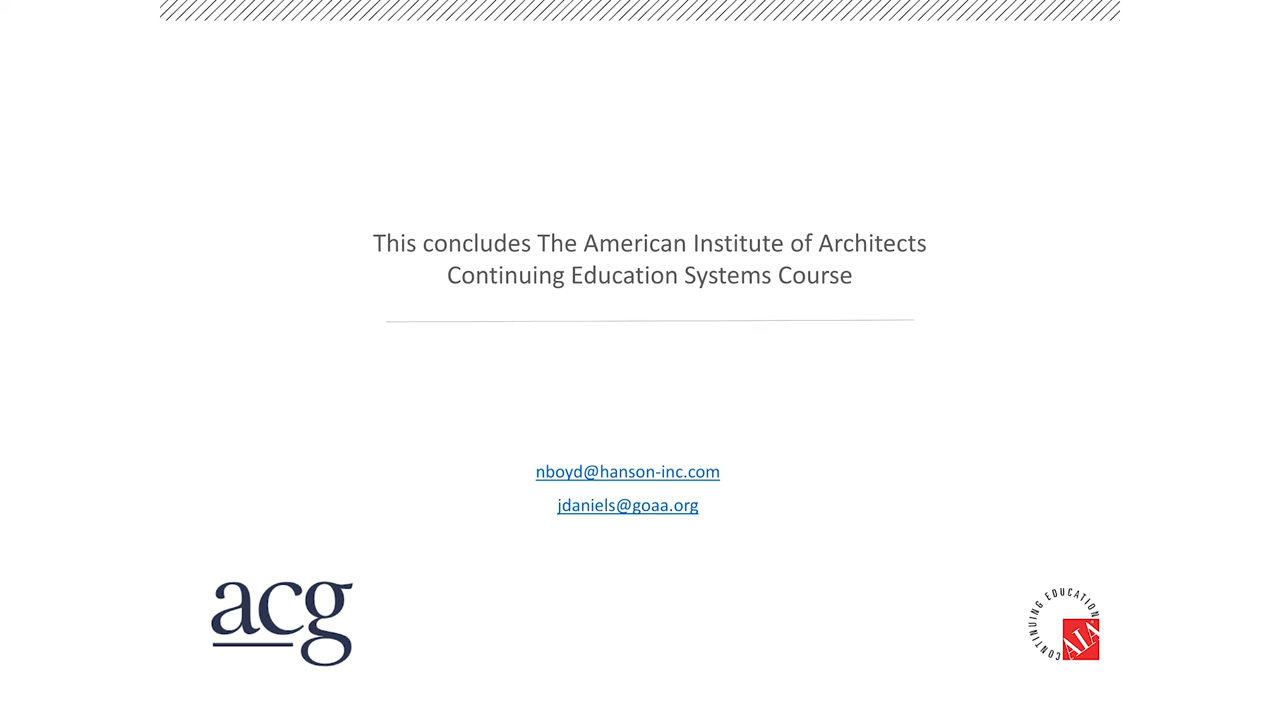 This concludes The American Institute of Architects
Continuing Education Systems Course
nboyd@hanson-inc.com
jdaniels@goaa.org
acg
CONTINUING EDUCATION
AIA